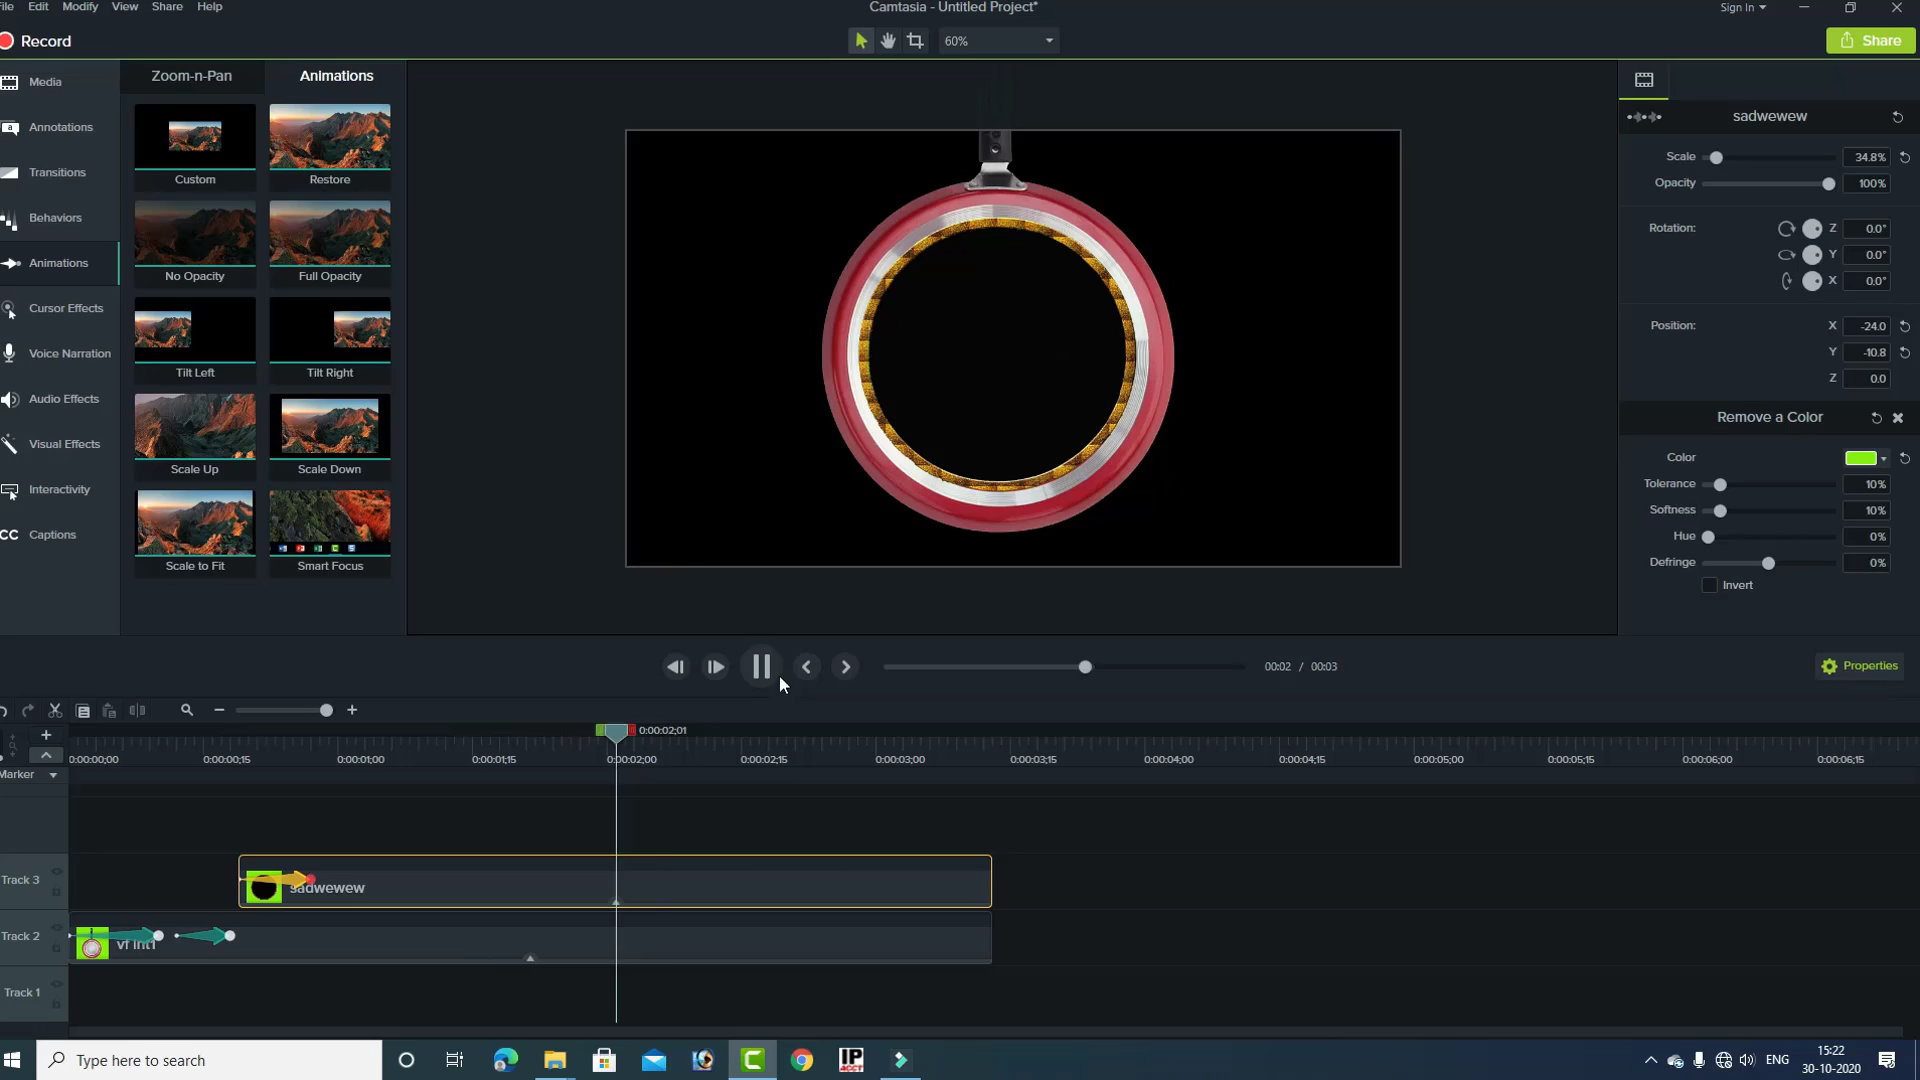 File Edit Modify View Share Help
Camtasia - Untitled Project*
Sign In
Record
60%
Share
Media
Annotations
Transitions
Behaviors
Animations
Cursor Effects
Voice Narration
Audio Effects
Visual Effects
Interactivity
CC Captions
Zoom-n-Pan Animations
Custom Restore
No Opacity Full Opacity
Tilt Left Tilt Right
Scale Up Scale Down
Scale to Fit Smart Focus
sadwewew
Scale 34.8%
Opacity 100%
Rotation: Z 0.0°
Y 0.0°
X 0.0°
Position: X -24.0
Y -10.8
Z 0.0
Remove a Color
Color
Tolerance 10%
Softness 10%
Hue 0%
Defringe 0%
Invert
00:02 / 00:03
Properties
0:00:02;01
0:00:00;00 0:00:00;15 0:00:01;00 0:00:01;15 0:00:02;00 0:00:02;15 0:00:03;00 0:00:03;15 0:00:04;00 0:00:04;15 0:00:05;00 0:00:05;15 0:00:06;00 0:00:06;15
Marker
Track 3
sadwewew
Track 2
vf int1
Track 1
Type here to search
IP
ACCT
ENG
15:22
30-10-2020